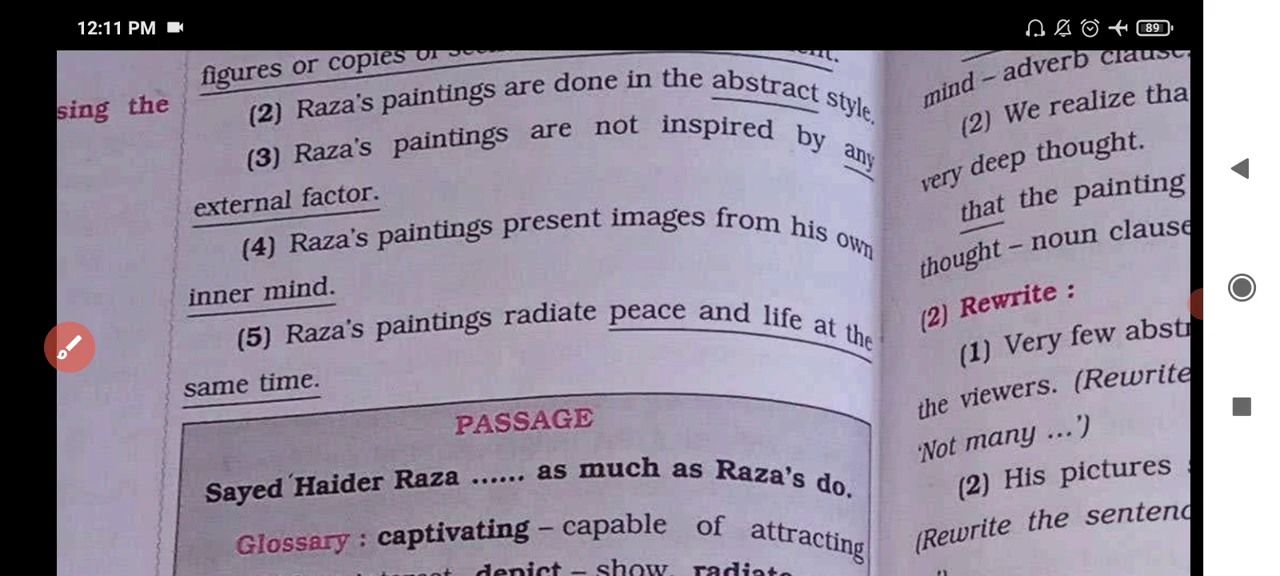 12:11 PM
89
figures or copies of
(2) Raza's paintings are done in the abstract style.
(3) Raza's paintings are not inspired by any
external factor.
(4) Raza's paintings present images from his own
inner mind.
(5) Raza's paintings radiate peace and life at the
same time.
PASSAGE
Sayed Haider Raza ...... as much as Raza's do.
Glossary : captivating – capable of attracting
depict – show, radiate
sing the
mind – adverb clause.
(2) We realize tha
very deep thought.
that the painting
thought – noun clause
(2) Rewrite :
(1) Very few abst
the viewers. (Rewrite
'Not many ...')
(2) His pictures
(Rewrite the sentenc